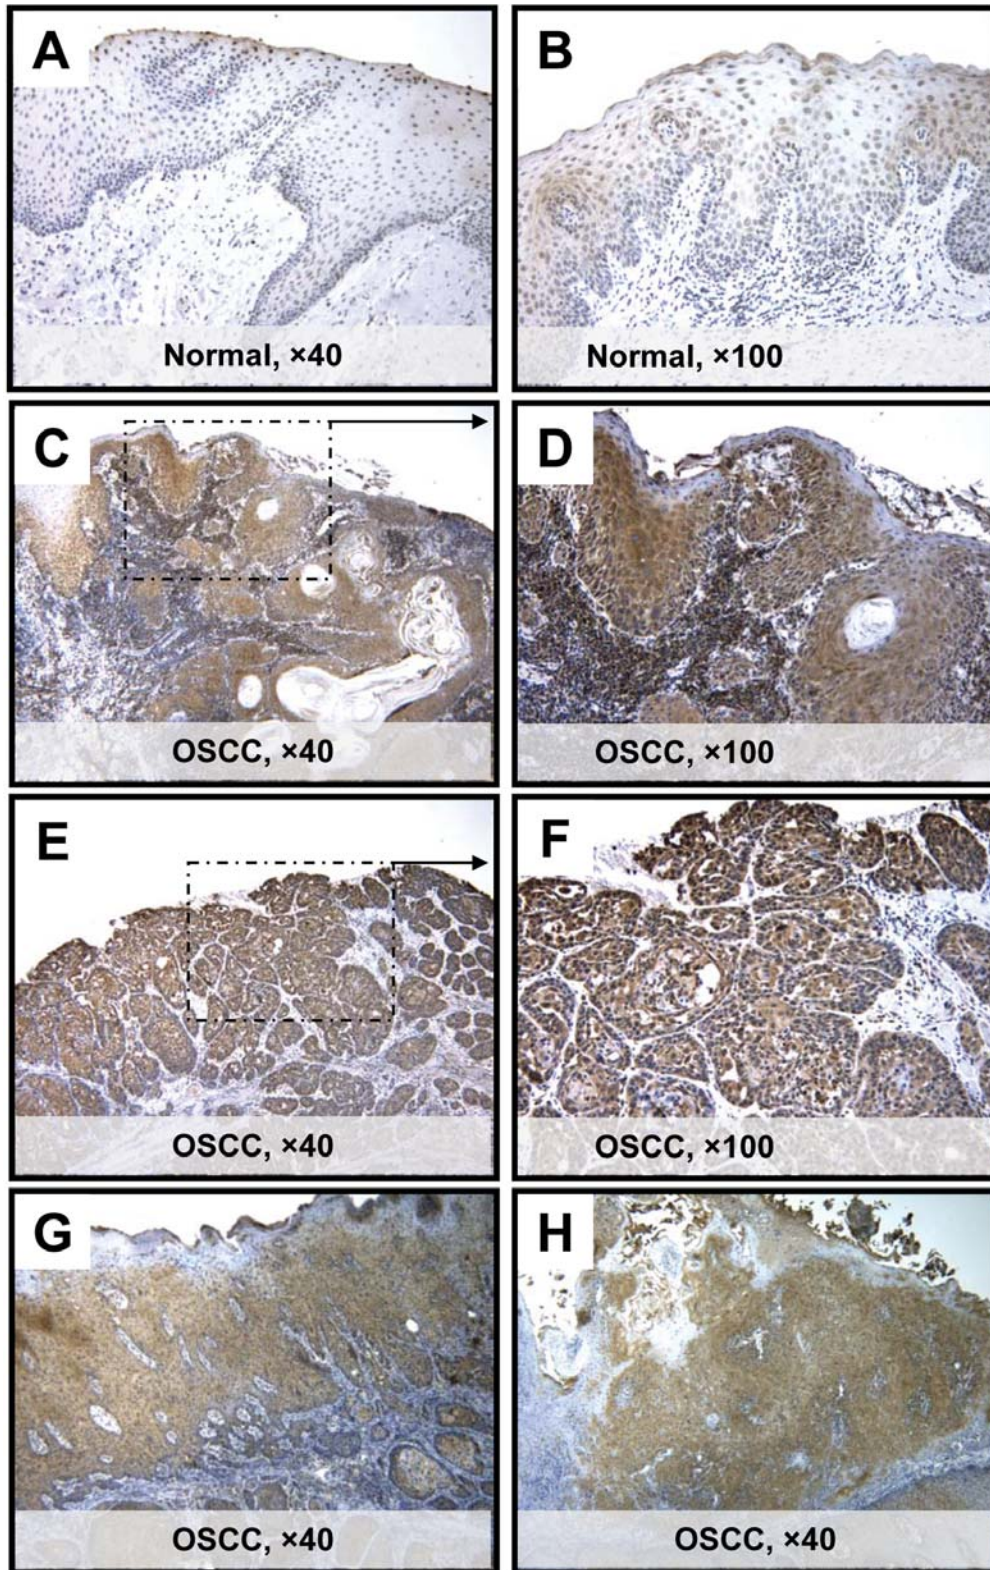 A
B
Normal, ×40
Normal, ×100
C
D
OSCC, ×40
OSCC, ×100
E
F
OSCC, ×40
OSCC, ×100
G
H
OSCC, ×40
OSCC, ×40